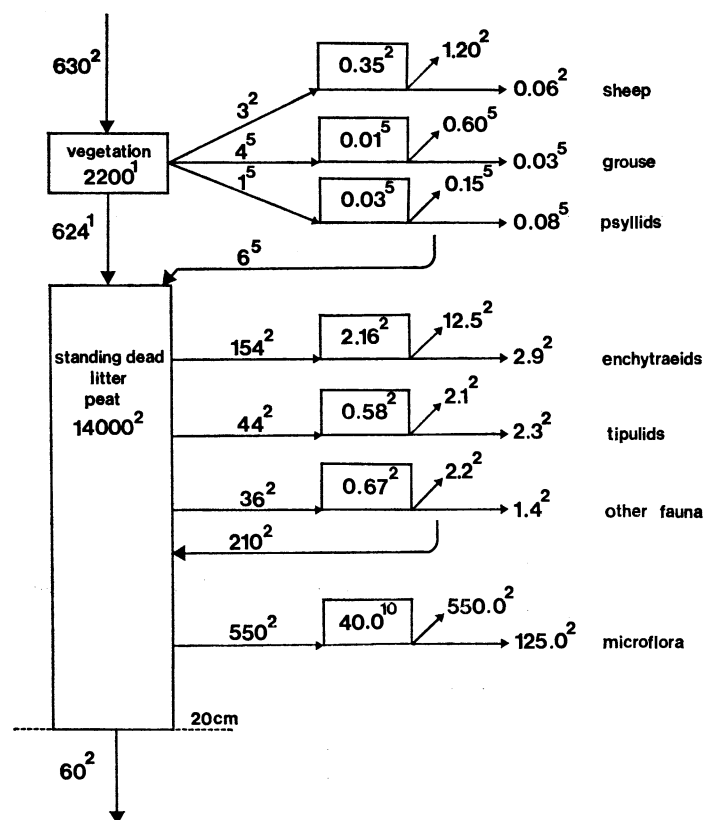 630²
0.35²
1.20²
0.06²
sheep
3²
vegetation
2200¹
4⁵
0.01⁵
0.60⁵
0.03⁵
grouse
1⁵
0.03⁵
0.15⁵
0.08⁵
psyllids
624¹
6⁵
standing dead
litter
peat
14000²
154²
2.16²
12.5²
2.9²
enchytraeids
44²
0.58²
2.1²
2.3²
tipulids
36²
0.67²
2.2²
1.4²
other fauna
210²
550²
40.0¹⁰
550.0²
125.0²
microflora
20cm
60²